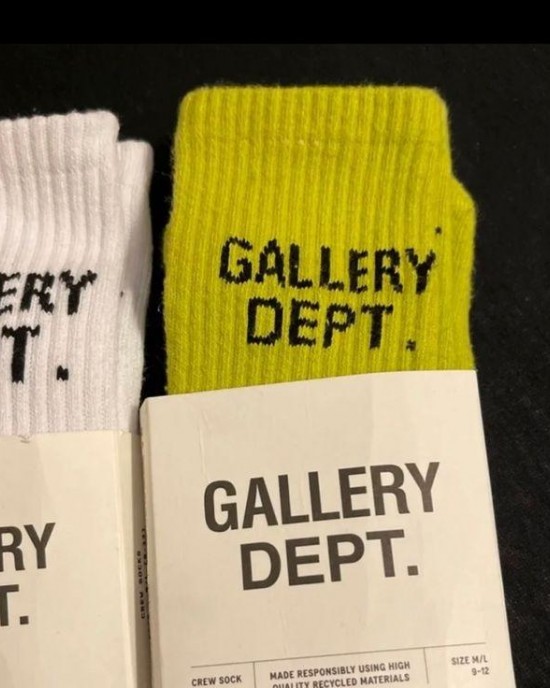 ERY
T.
GALLERY
DEPT.
RY
T.
GALLERY
DEPT.
CREW SOCK
MADE RESPONSIBLY USING HIGH
QUALITY RECYCLED MATERIALS
SIZE M/L
9-12